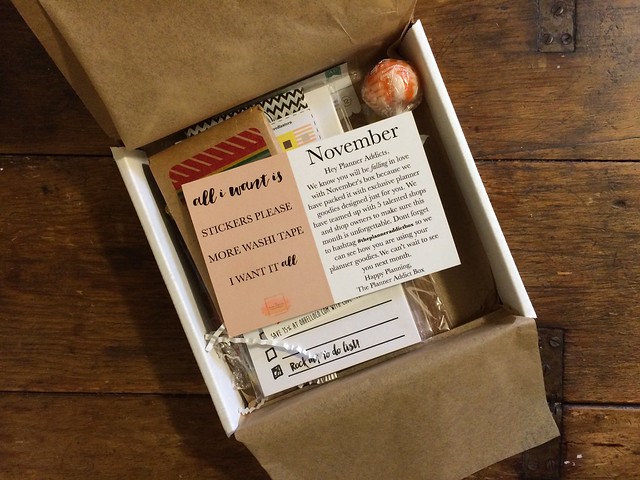 all i want is
STICKERS PLEASE
MORE WASHI TAPE
I WANT IT all
November
Hey Planner Addicts,
We know you will be falling in love
with November's box because we
have packed it with exclusive planner
goodies designed just for you. We
have teamed up with 5 talented shops
and shop owners to make sure this
month is unforgettable. Dont forget
to hashtag #theplanneraddictbox so we
can see how you are using your
planner goodies. We can't wait to see
you next month.
Happy Planning,
The Planner Addict Box
SAVE 25% AT
Rock my to do list!